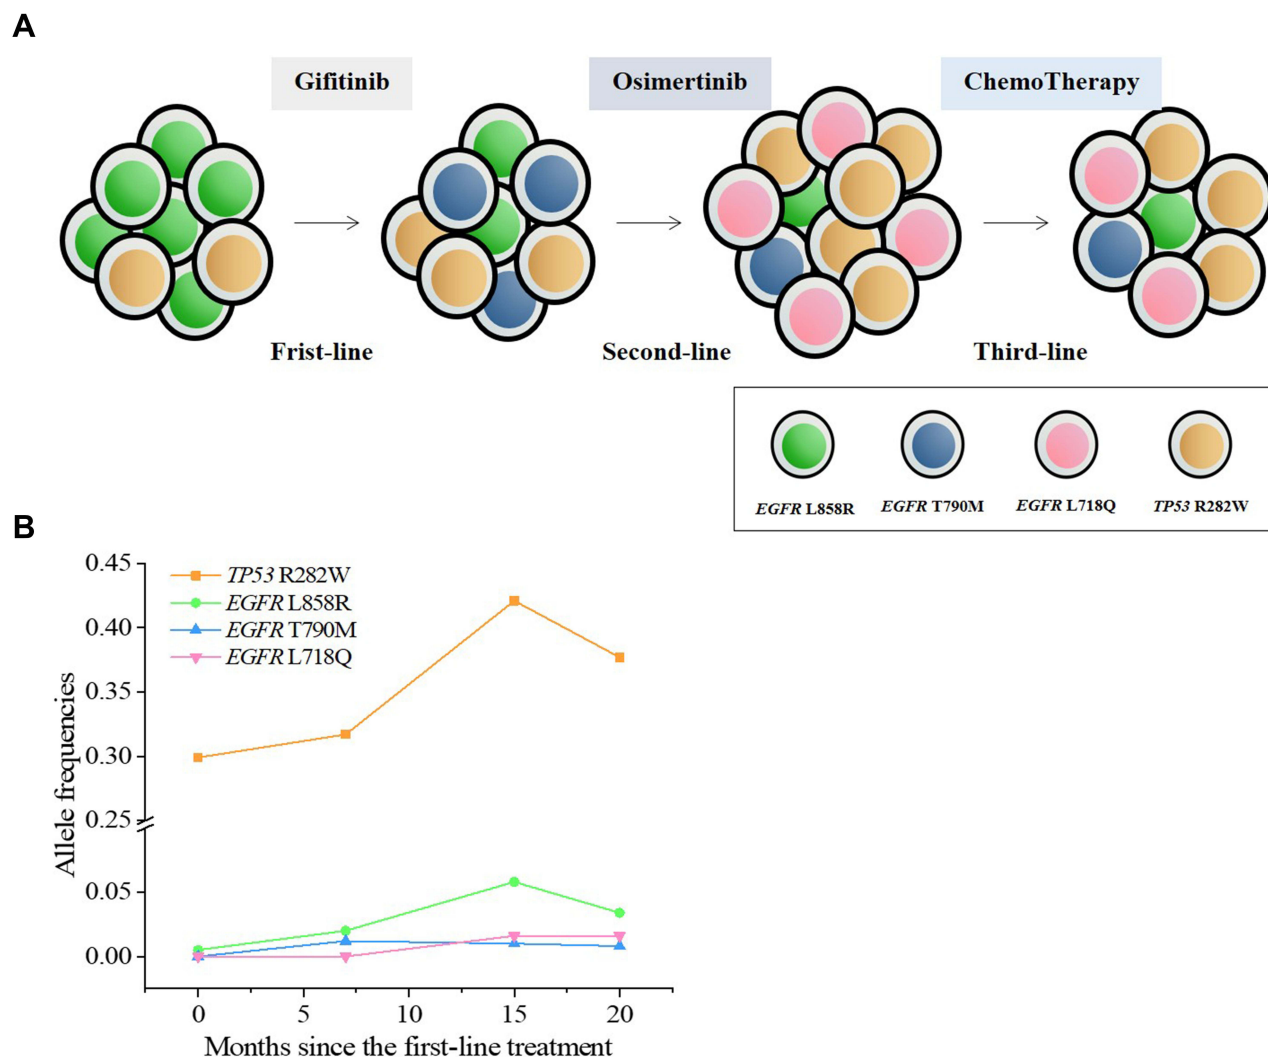 A
Gifitinib
Osimertinib
ChemoTherapy
Frist-line
Second-line
Third-line
EGFR L858R
EGFR T790M
EGFR L718Q
TP53 R282W
B
TP53 R282W
EGFR L858R
EGFR T790M
EGFR L718Q
0.45
0.40
0.35
0.30
0.25
0.05
0.00
Allele frequencies
0 5 10 15 20
Months since the first-line treatment